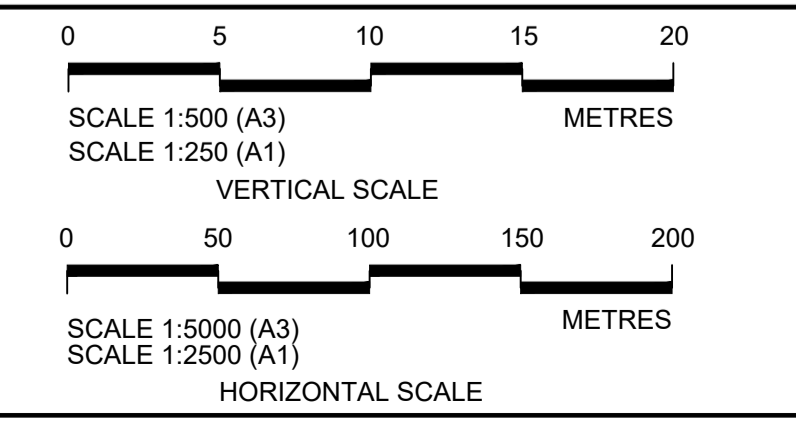 0 5 10 15 20
SCALE 1:500 (A3) METRES
SCALE 1:250 (A1)
VERTICAL SCALE
0 50 100 150 200
SCALE 1:5000 (A3) METRES
SCALE 1:2500 (A1)
HORIZONTAL SCALE